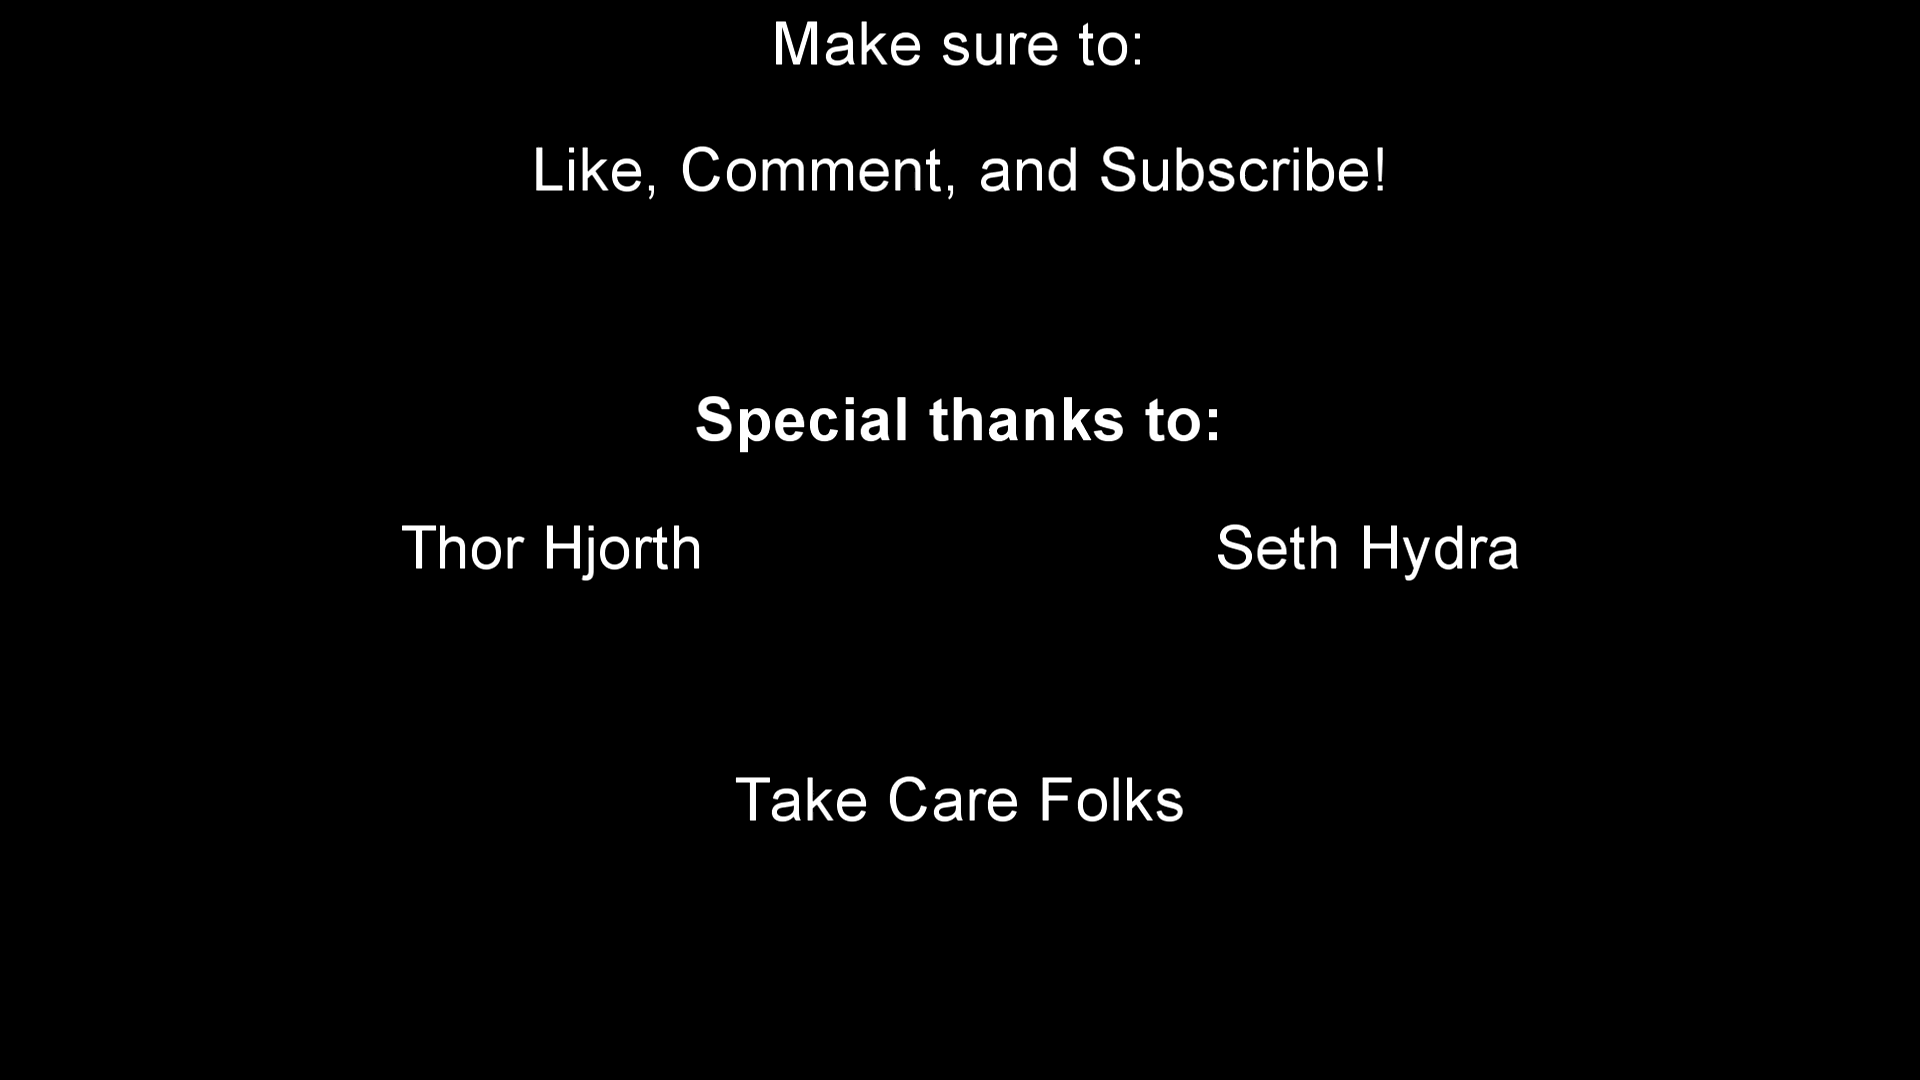 Make sure to:
Like, Comment, and Subscribe!
Special thanks to:
Thor Hjorth Seth Hydra
Take Care Folks